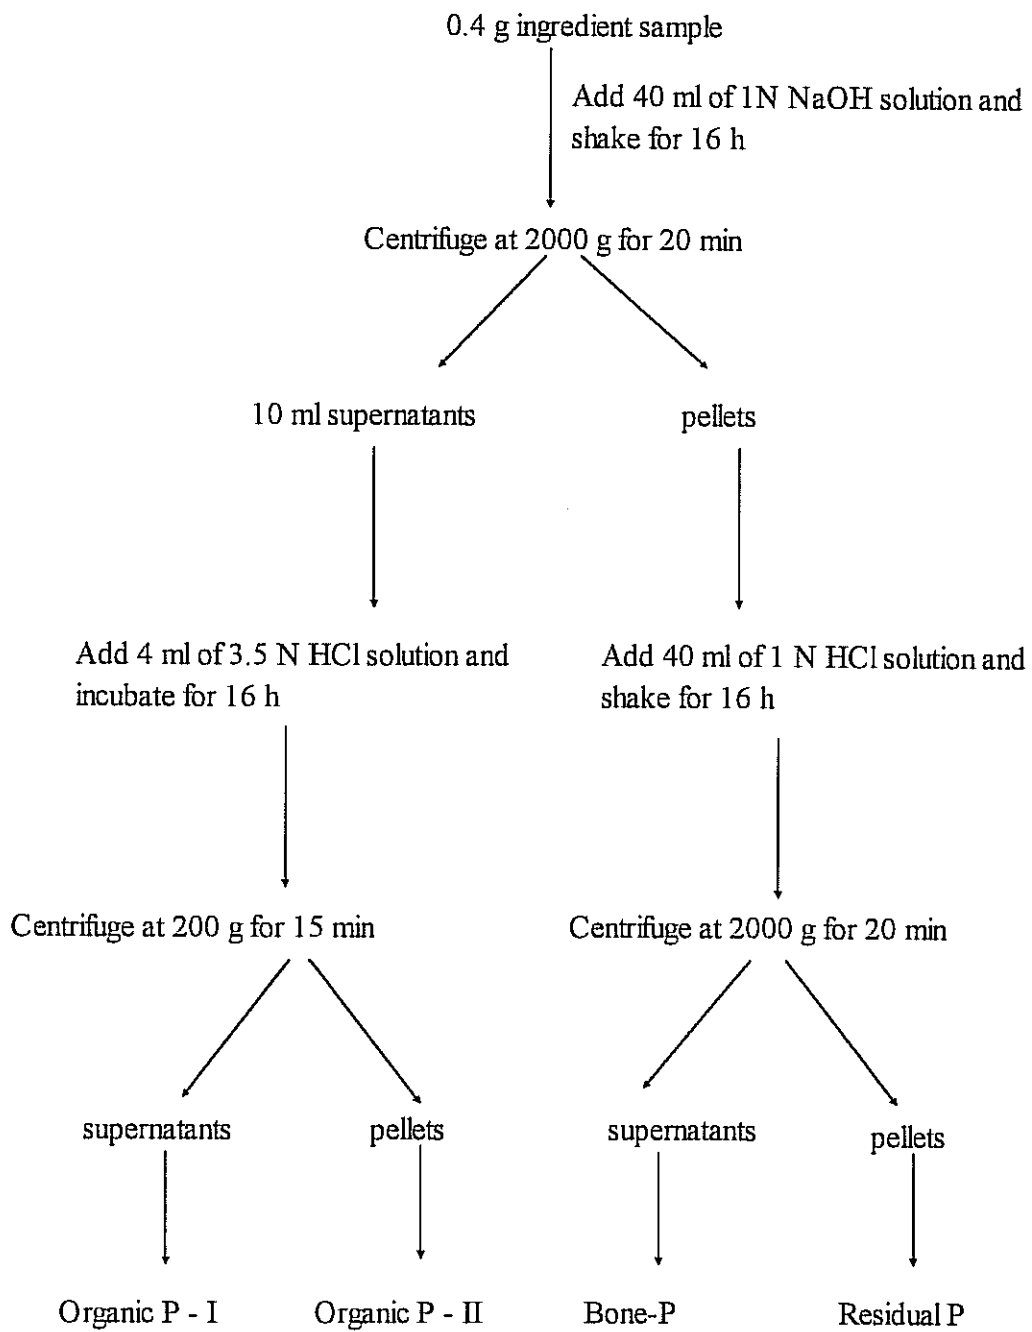 0.4 g ingredient sample
Add 40 ml of 1N NaOH solution and
shake for 16 h
Centrifuge at 2000 g for 20 min
10 ml supernatants
pellets
Add 4 ml of 3.5 N HCl solution and
incubate for 16 h
Add 40 ml of 1 N HCl solution and
shake for 16 h
Centrifuge at 200 g for 15 min
Centrifuge at 2000 g for 20 min
supernatants
pellets
supernatants
pellets
Organic P - I
Organic P - II
Bone-P
Residual P